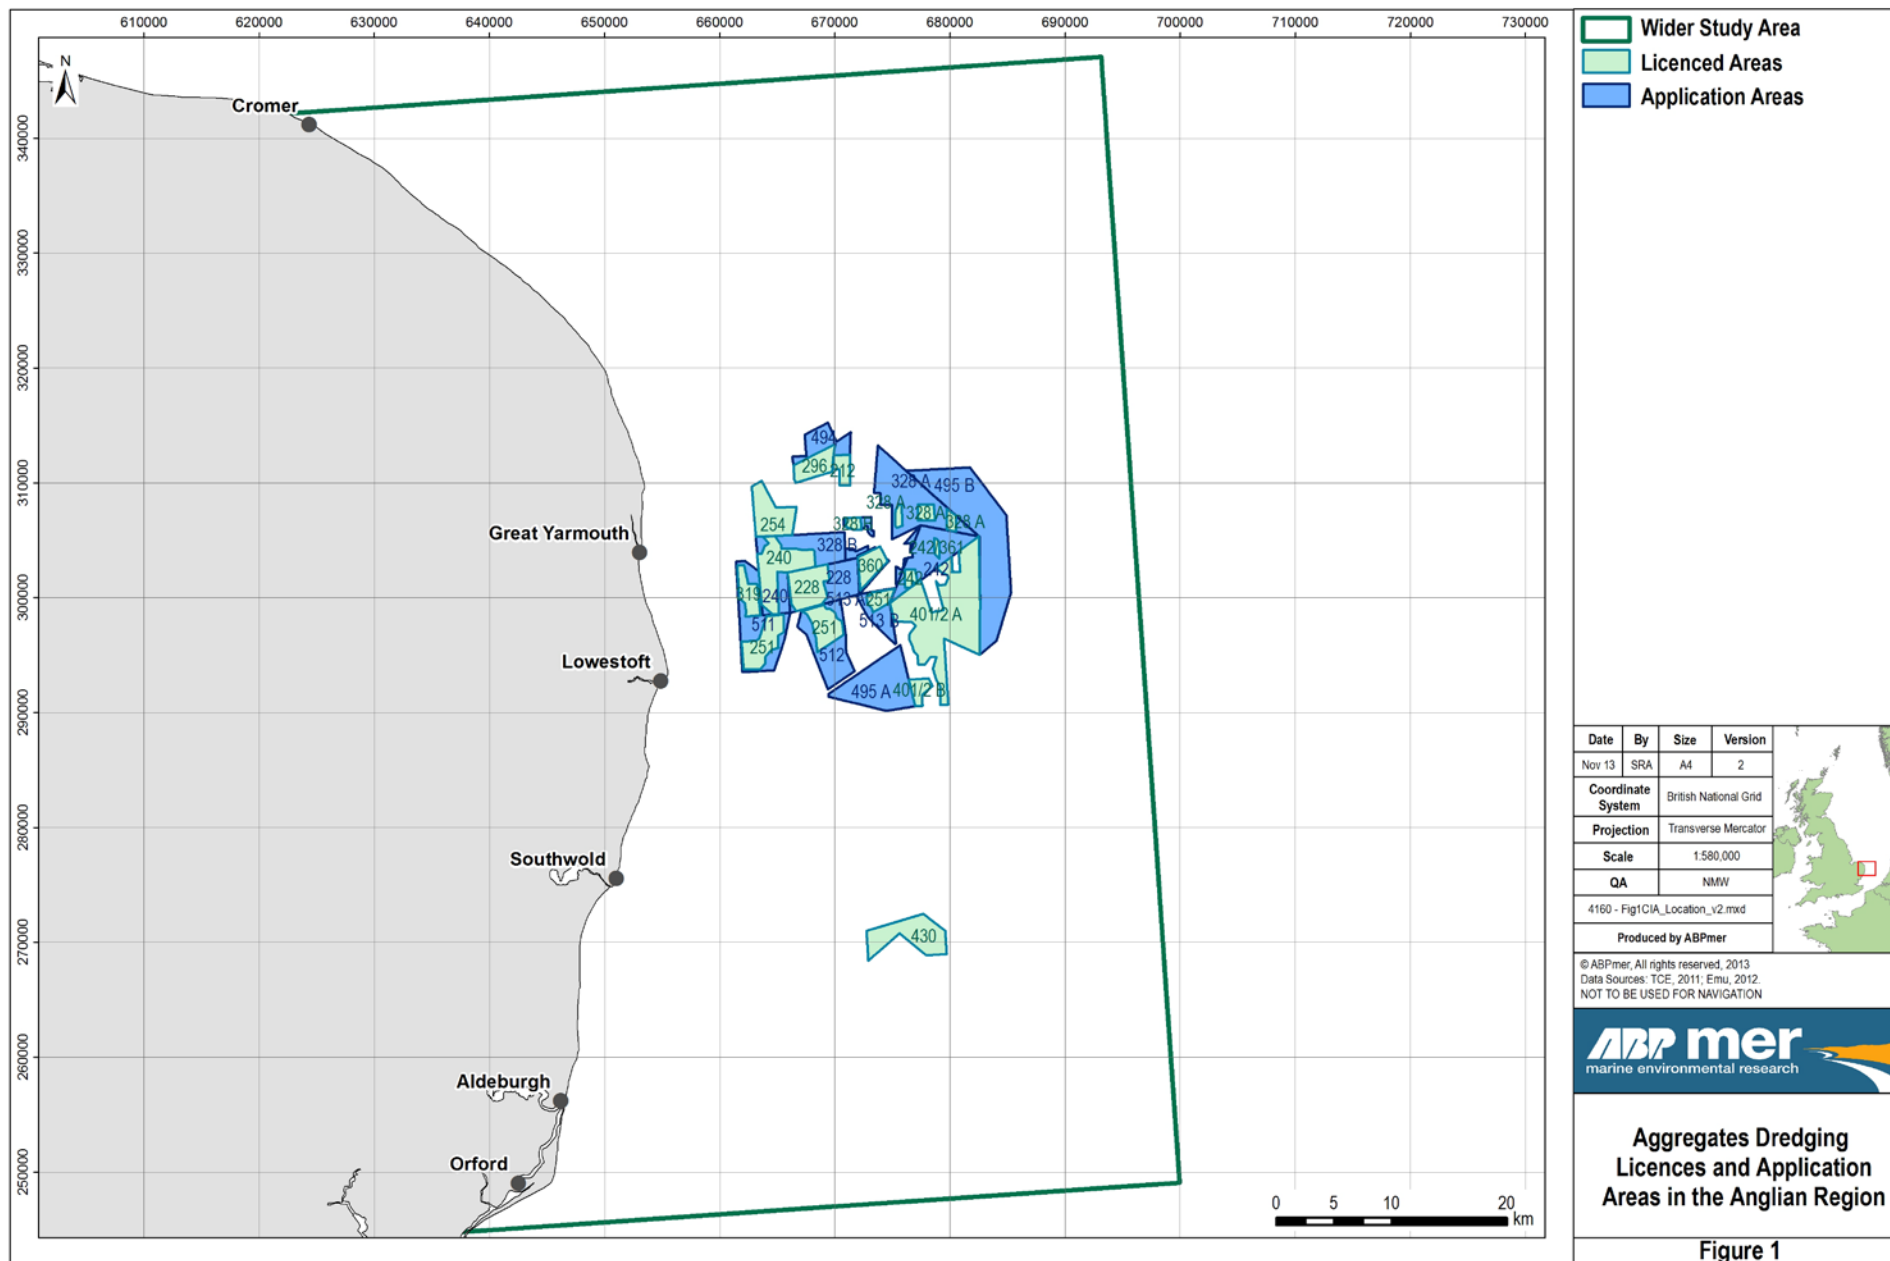 610000 620000 630000 640000 650000 660000 670000 680000 690000 700000 710000 720000 730000
Wider Study Area
Licenced Areas
Application Areas
N
Cromer
340000
330000
320000
310000
300000
290000
280000
270000
260000
250000
494
296
212
328 A
495 B
328 A
328 A
328 A
254
328 B
240
242
361
360
228
242
228
242
319
240
513 A
251
401/2 A
511
251
513 B
251
512
495 A
401/2 B
Great Yarmouth
Lowestoft
Southwold
430
Aldeburgh
Orford
0 5 10 20
km
Date By Size Version
Nov 13 SRA A4 2
Coordinate System British National Grid
Projection Transverse Mercator
Scale 1:580,000
QA NMW
4160 - Fig1CIA_Location_v2.mxd
Produced by ABPmer
© ABPmer, All rights reserved, 2013
Data Sources: TCE, 2011; Emu, 2012.
NOT TO BE USED FOR NAVIGATION
ABP mer
marine environmental research
Aggregates Dredging
Licences and Application
Areas in the Anglian Region
Figure 1